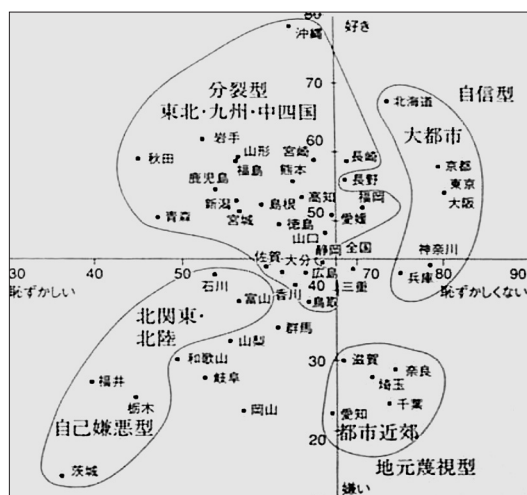 80
好き
沖縄
70
北海道
自信型
分裂型
東北・九州・中四国
大都市
岩手
60
秋田
山形
福島
宮崎
熊本
長崎
京都
鹿児島
長野
東京
高知
福岡
大阪
新潟
島根
50
青森
宮城
徳島
愛媛
山口
静岡
全国
神奈川
佐賀
大分
広島
兵庫
30
40
50
60
70
80
90
恥ずかしい
石川
三重
恥ずかしくない
40
香川
鳥取
富山
北関東・
北陸
群馬
山梨
和歌山
30
滋賀
奈良
福井
岐阜
埼玉
栃木
岡山
愛知
千葉
自己嫌悪型
都市近郊
20
地元蔑視型
茨城
嫌い